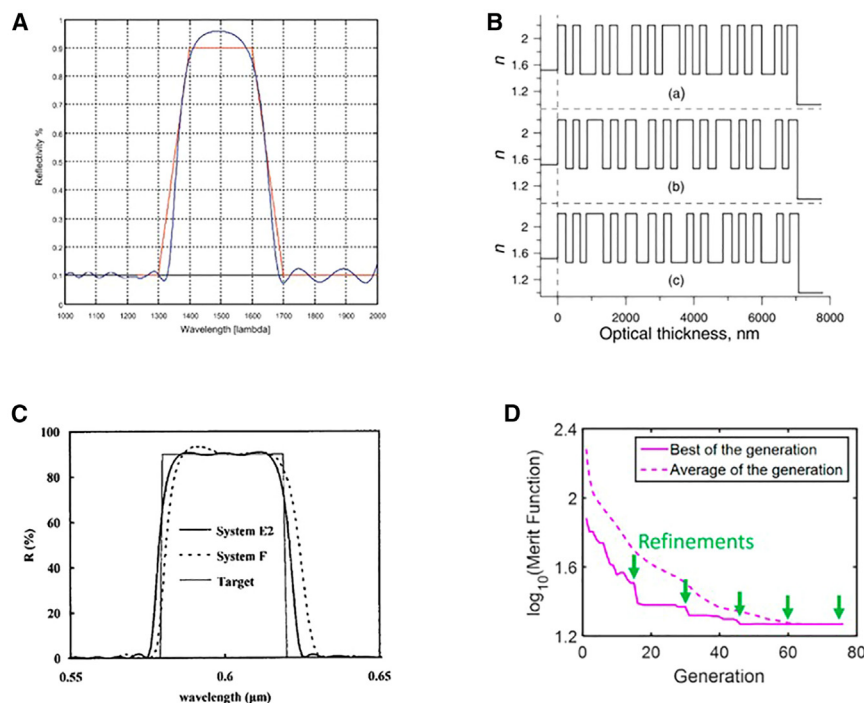 A
Reflectivity %
1
0.9
0.8
0.7
0.6
0.5
0.4
0.3
0.2
0.1
0.1
1000 1100 1200 1300 1400 1500 1600 1700 1800 1900 2000
Wavelength [lambda]
B
n
2
1.6
1.2
(a)
n
2
1.6
1.2
(b)
n
2
1.6
1.2
(c)
0 2000 4000 6000 8000
Optical thickness, nm
C
R (%)
100
80
60
40
20
0
System E2
System F
Target
0.55 0.6 0.65
wavelength (μm)
D
log10(Merit Function)
2.4
2
1.6
1.2
Best of the generation
Average of the generation
Refinements
0 20 40 60 80
Generation